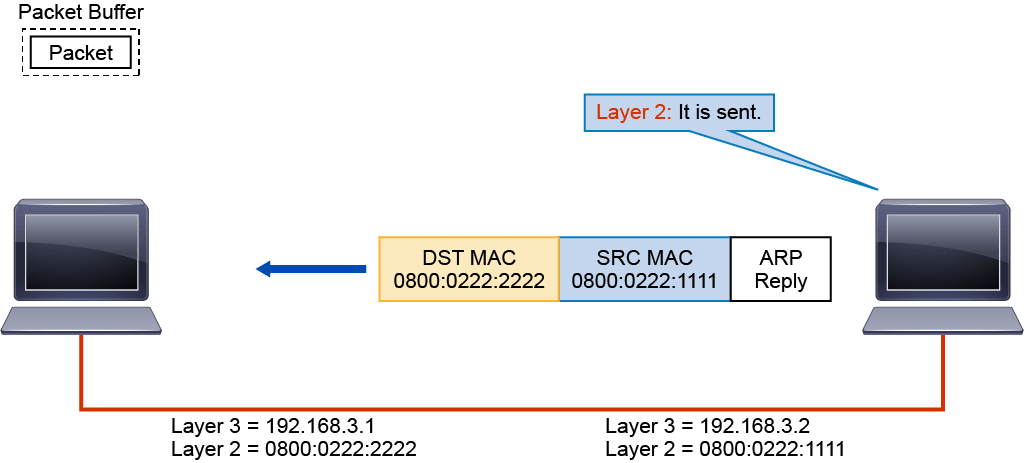 Packet Buffer
Packet
Layer 2: It is sent.
DST MAC
0800:0222:2222
SRC MAC
0800:0222:1111
ARP
Reply
Layer 3 = 192.168.3.1
Layer 2 = 0800:0222:2222
Layer 3 = 192.168.3.2
Layer 2 = 0800:0222:1111